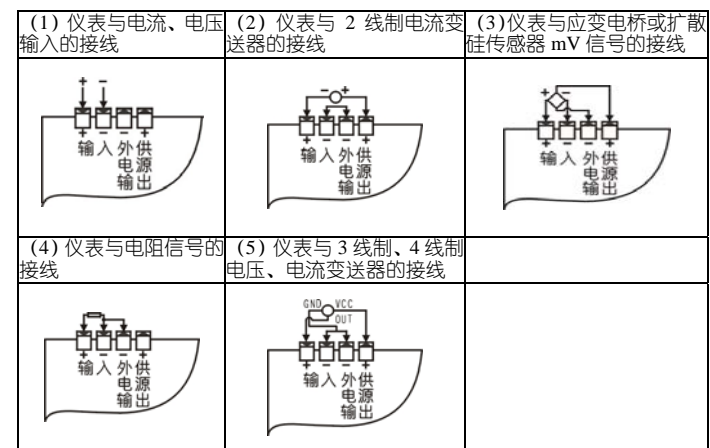 (1) 仪表与电流、电压
输入的接线
(2) 仪表与 2 线制电流变
送器的接线
(3)仪表与应变电桥或扩散
硅传感器 mV 信号的接线
+ -
+ - - +
输入 外供
电源
输出
- +
+ - - +
输入 外供
电源
输出
+ -
+ - - +
输入 外供
电源
输出
(4) 仪表与电阻信号的
接线
(5) 仪表与 3 线制、4 线制
电压、电流变送器的接线
+ - - +
输入 外供
电源
输出
GND VCC
OUT
+ - - +
输入 外供
电源
输出